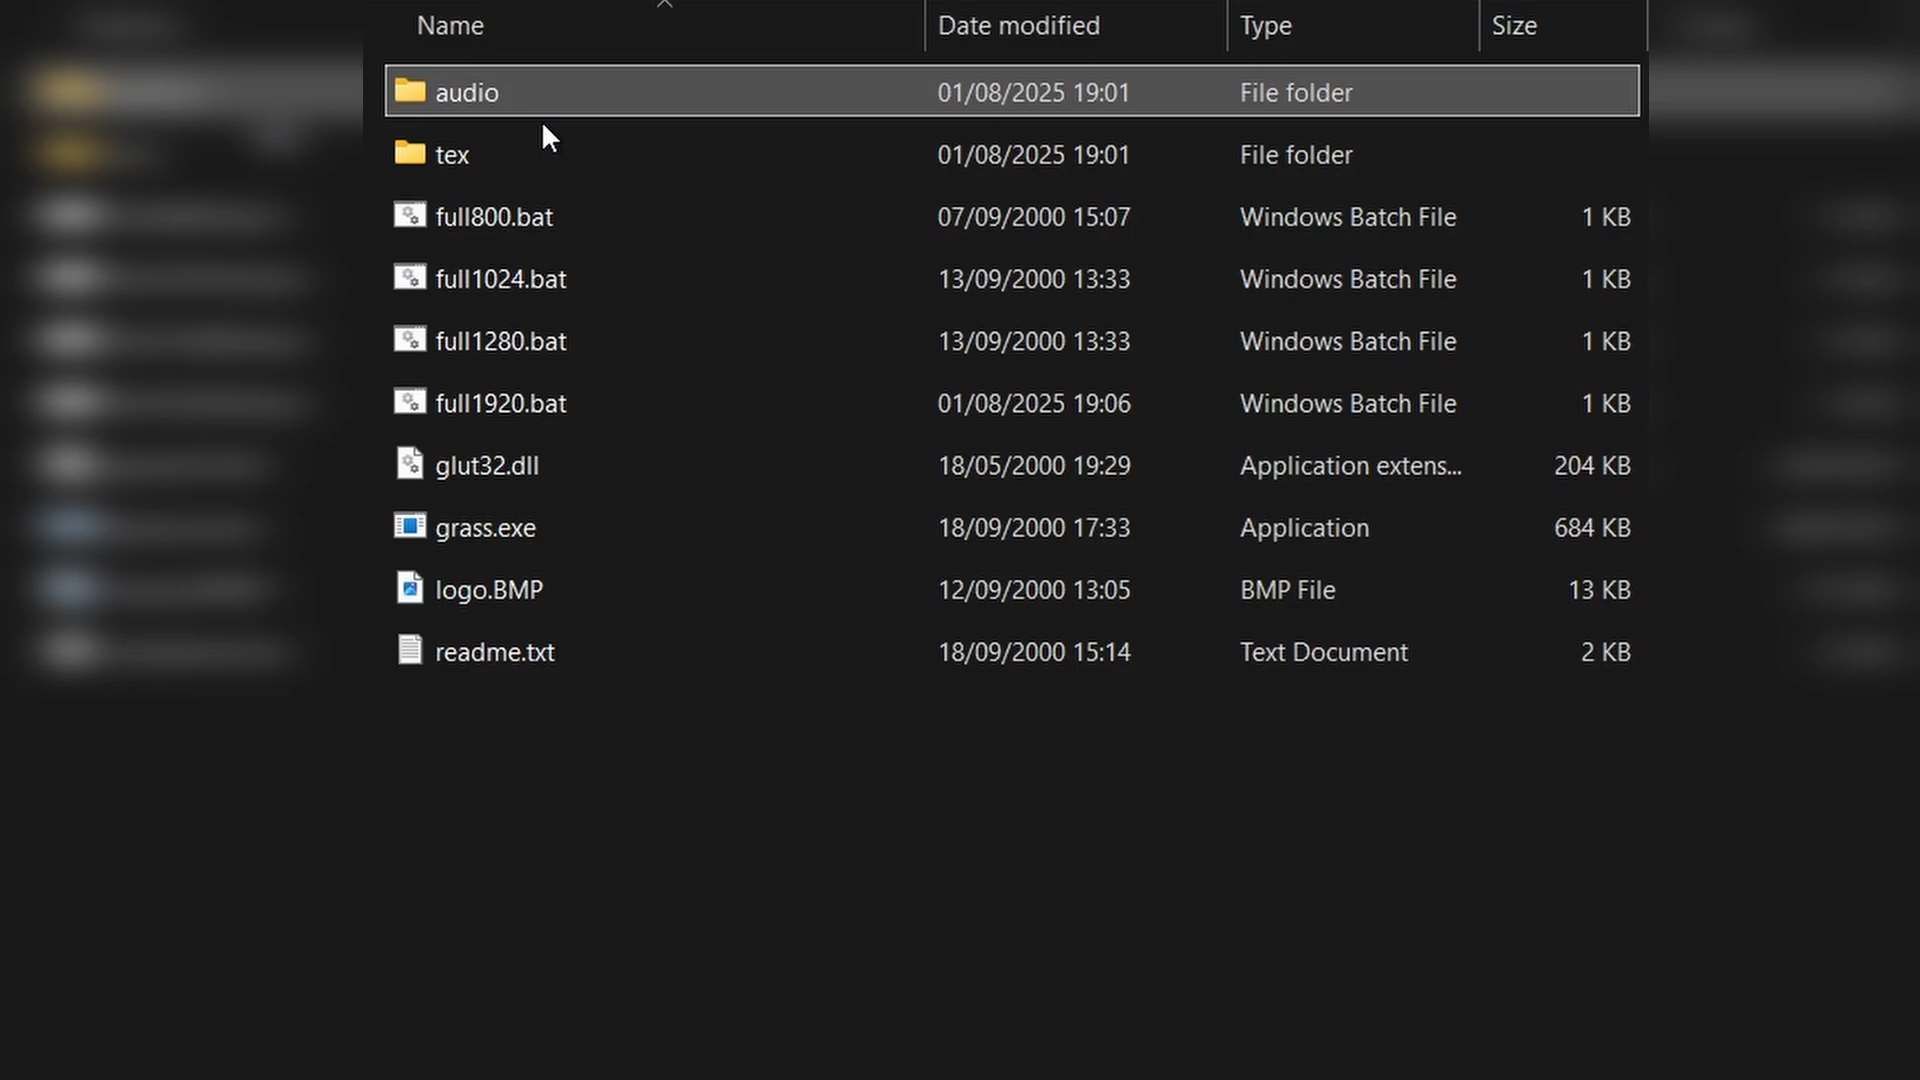 Name Date modified Type Size
audio 01/08/2025 19:01 File folder
tex 01/08/2025 19:01 File folder
full800.bat 07/09/2000 15:07 Windows Batch File 1 KB
full1024.bat 13/09/2000 13:33 Windows Batch File 1 KB
full1280.bat 13/09/2000 13:33 Windows Batch File 1 KB
full1920.bat 01/08/2025 19:06 Windows Batch File 1 KB
glut32.dll 18/05/2000 19:29 Application extens... 204 KB
grass.exe 18/09/2000 17:33 Application 684 KB
logo.BMP 12/09/2000 13:05 BMP File 13 KB
readme.txt 18/09/2000 15:14 Text Document 2 KB